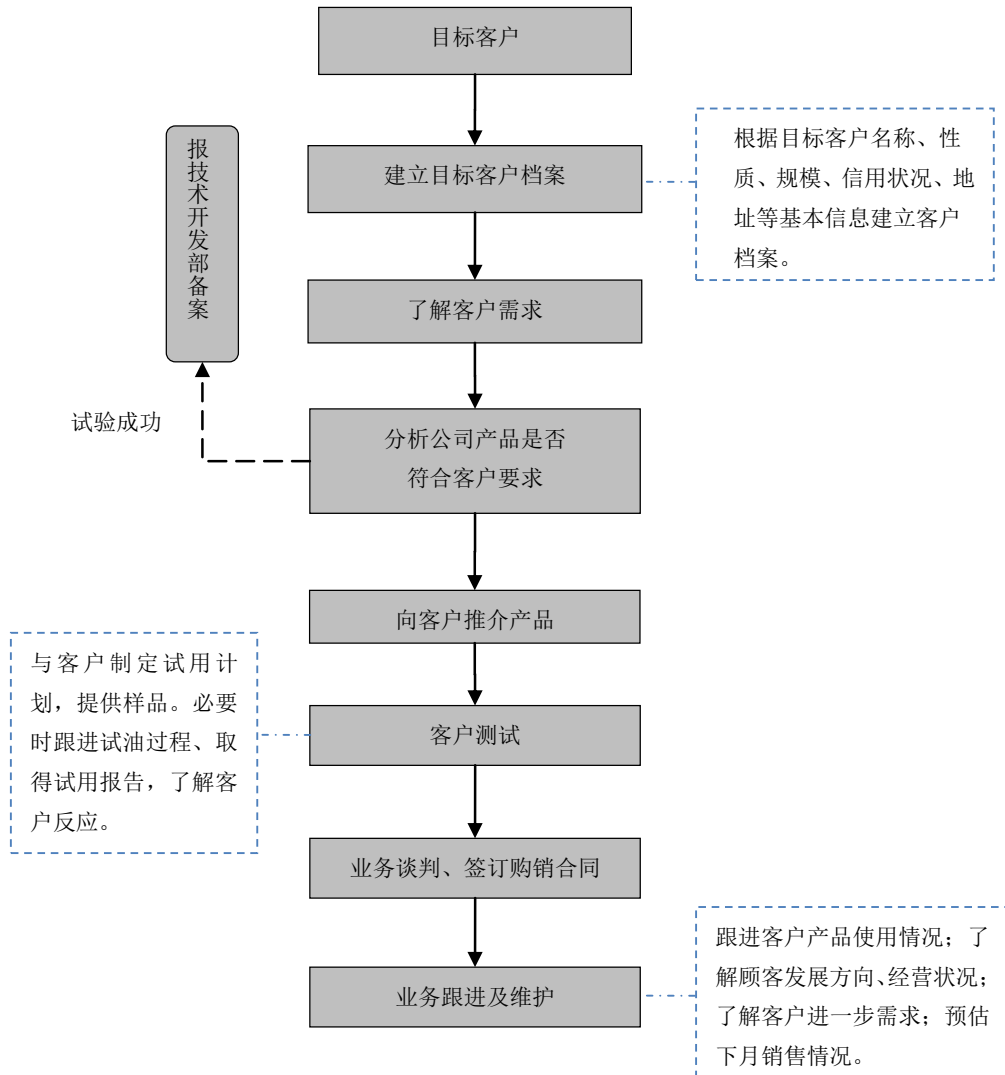 目标客户
报技术开发部备案
建立目标客户档案
根据目标客户名称、性
质、规模、信用状况、地
址等基本信息建立客户
档案。
了解客户需求
试验成功
分析公司产品是否
符合客户要求
向客户推介产品
与客户制定试用计
划，提供样品。必要
时跟进试油过程、取
得试用报告，了解客
户反应。
客户测试
业务谈判、签订购销合同
跟进客户产品使用情况；了
解顾客发展方向、经营状况；
了解客户进一步需求；预估
下月销售情况。
业务跟进及维护